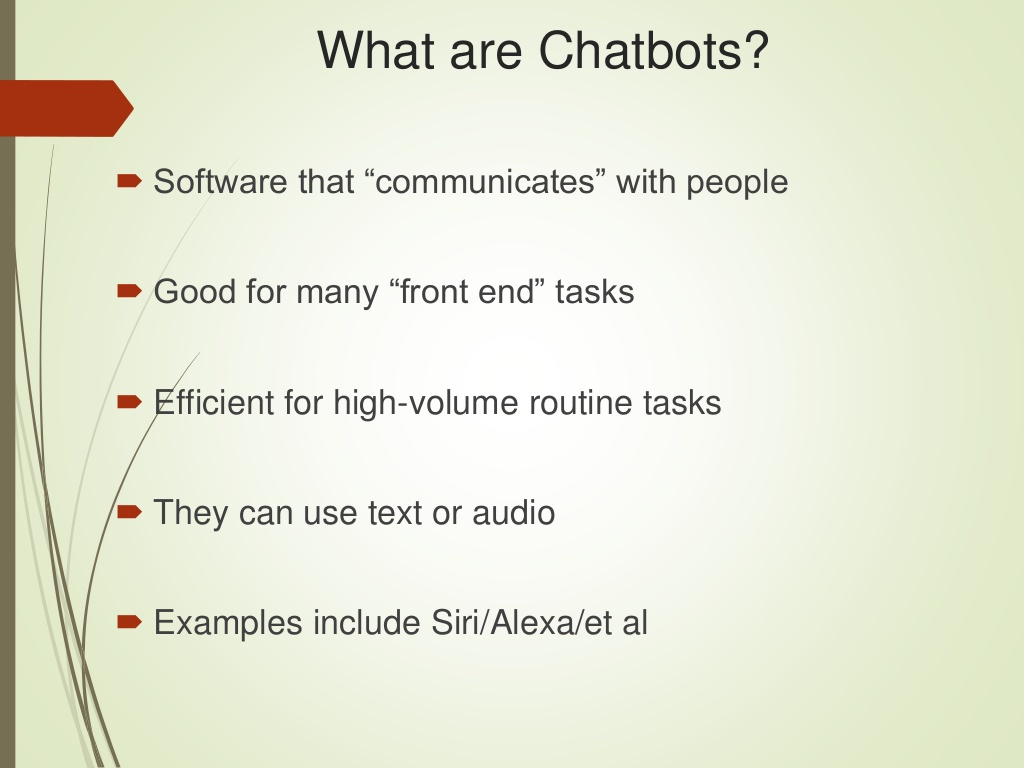 What are Chatbots?
Software that “communicates” with people
Good for many “front end” tasks
Efficient for high-volume routine tasks
They can use text or audio
Examples include Siri/Alexa/et al